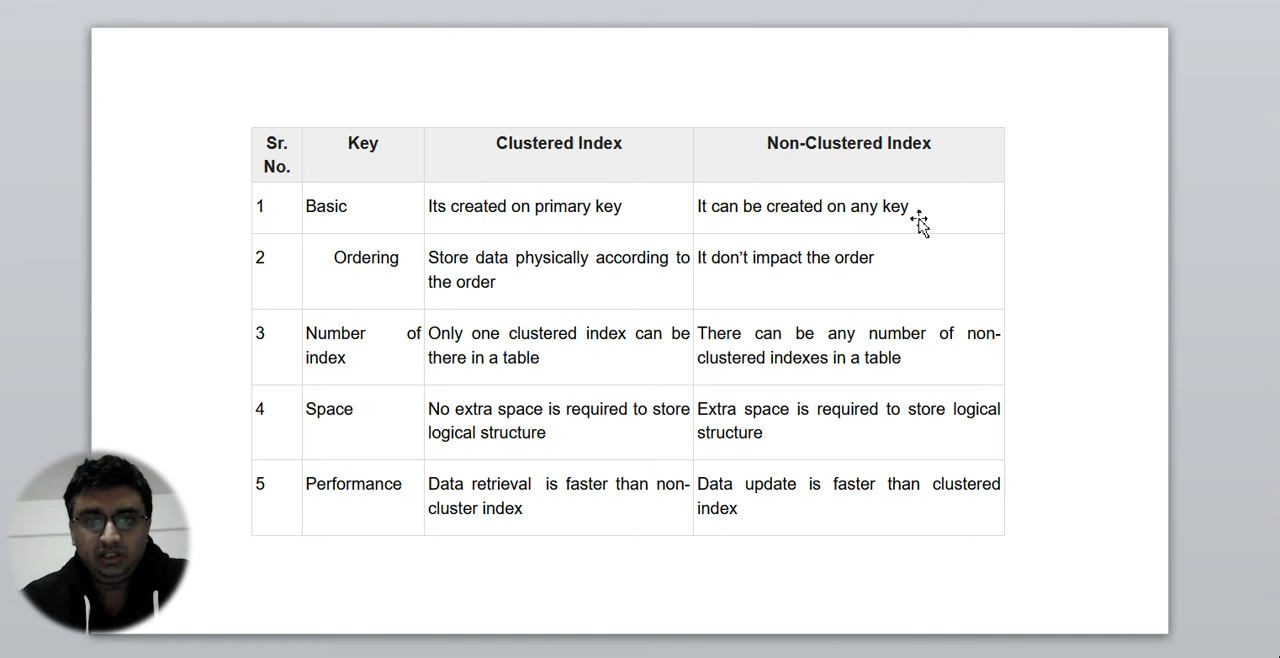 Sr. No. Key Clustered Index Non-Clustered Index
1 Basic Its created on primary key It can be created on any key
2 Ordering Store data physically according to the order It don’t impact the order
3 Number of index Only one clustered index can be there in a table There can be any number of non-clustered indexes in a table
4 Space No extra space is required to store logical structure Extra space is required to store logical structure
5 Performance Data retrieval is faster than non-cluster index Data update is faster than clustered index